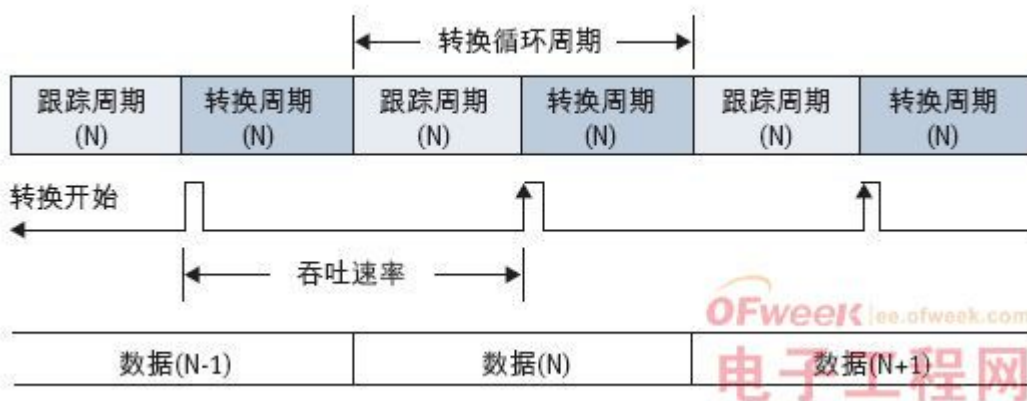 转换循环周期
跟踪周期 转换周期 跟踪周期 转换周期 跟踪周期 转换周期
(N) (N) (N) (N) (N) (N)
转换开始
吞吐速率
OFweek ee.ofweek.com
电子工程网
数据(N-1) 数据(N) 数据(N+1)